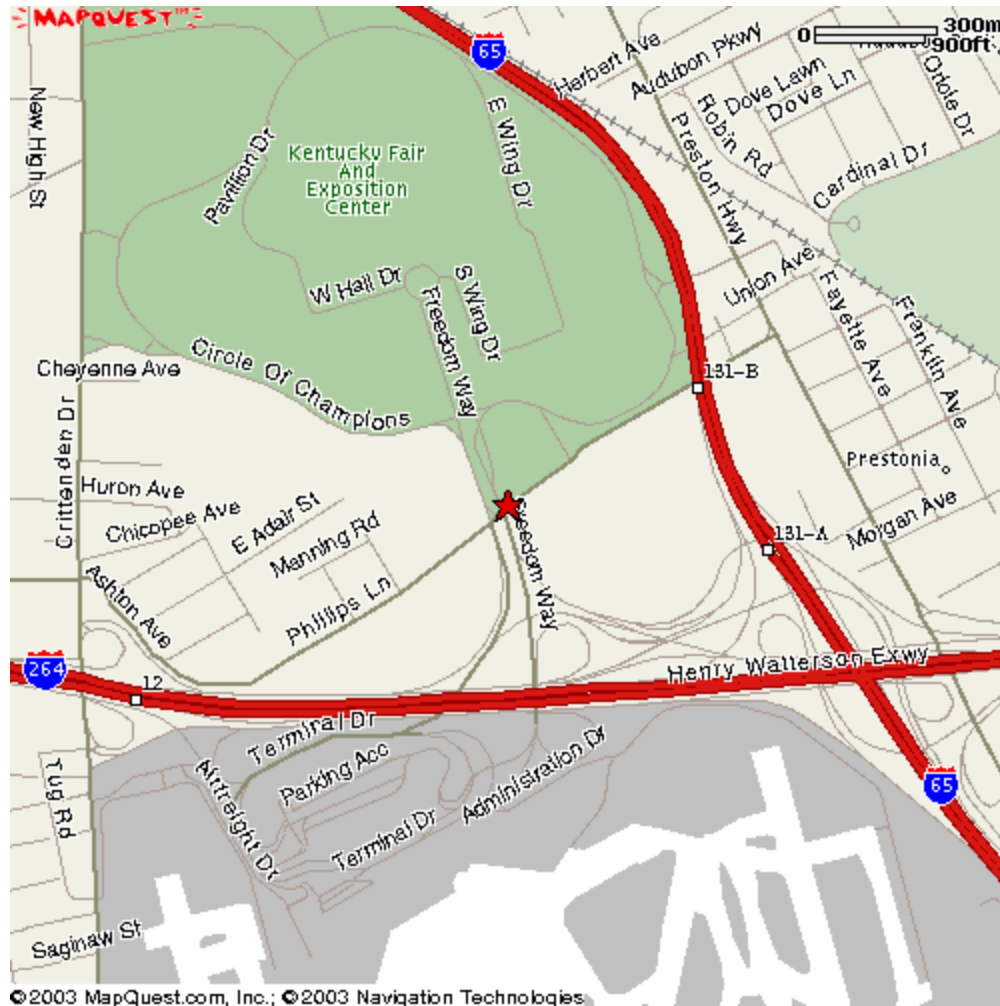 MAPQUEST™
0 300m
900ft
65
Herbert Ave
Audubon Pkwy
Dove Lawn
Dove Ln
Oriole Dr
New High St
E Wing Dr
Robin Rd
Preston Hwy
Cardinal Dr
Pavillion Dr
Kentucky Fair
And
Exposition
Center
W Hall Dr
S Wing Dr
Freedom Way
Union Ave
Fayette Ave
Franklin Ave
Circle Of Champions
Cheyenne Ave
131-B
Crittenden Dr
Prestonia
Huron Ave
Chicopee Ave
E Adair St
Manning Rd
Morgan Ave
131-A
Freedom Way
Ashton Ave
Phillips Ln
264
12
Henry Watterson Exwy
Terminal Dr
Parking Acc
Administration Dr
65
Tug Rd
Airfreight Dr
Terminal Dr
Saginaw St
©2003 MapQuest.com, Inc.; ©2003 Navigation Technologies